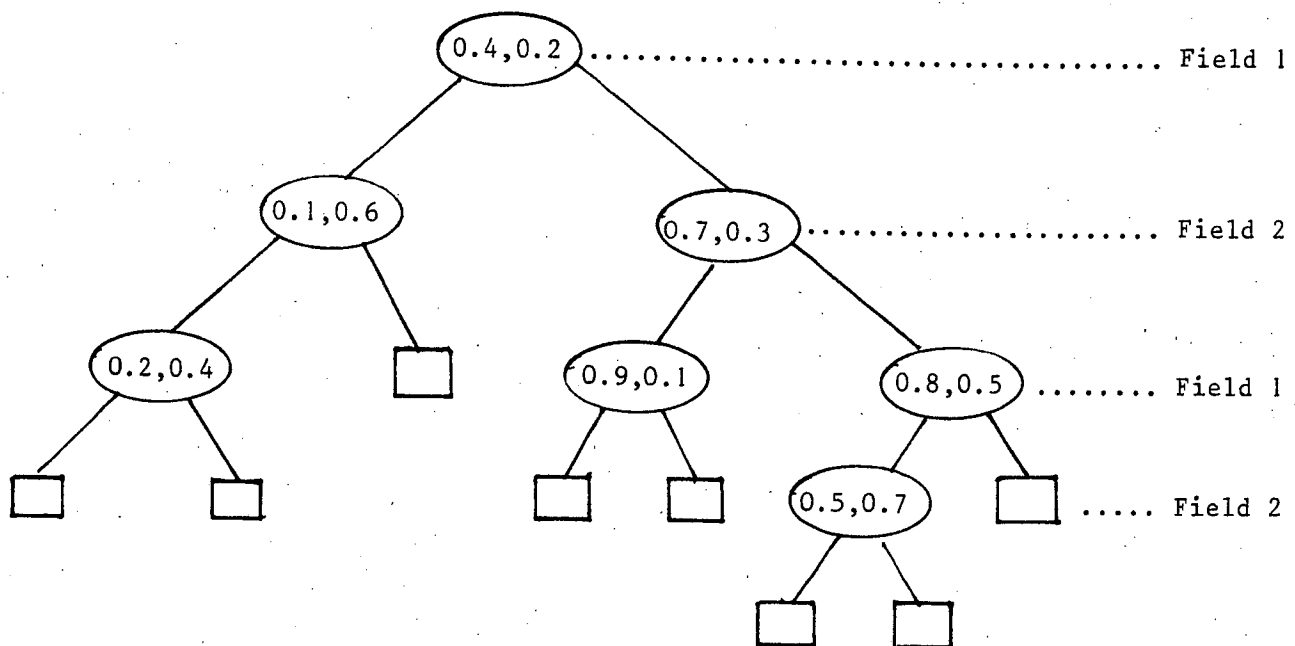 0.4,0.2 ..................................... Field 1
0.1,0.6
0.7,0.3 ....................... Field 2
0.2,0.4
0.9,0.1
0.8,0.5 ........ Field 1
0.5,0.7 ..... Field 2